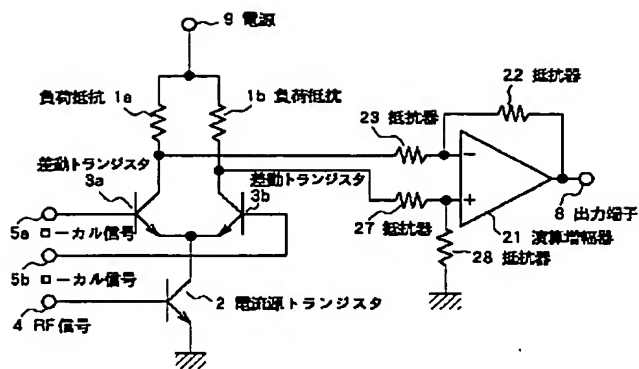 9 電源
負荷抵抗 1a
1b 負荷抵抗
22 抵抗器
23 抵抗器
差動トランジスタ
3a
差動トランジスタ
3b
−
+
8 出力端子
5a ローカル信号
27 抵抗器
21 演算増幅器
28 抵抗器
5b ローカル信号
2 電流源トランジスタ
4 RF信号